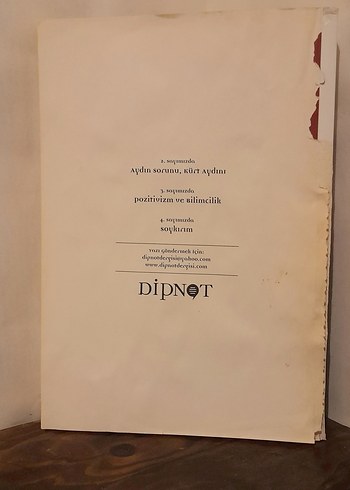 2. sayımızda
Aydın Sorunu, Kürt Aydını
3. sayımızda
Pozitivizm ve Bilimcilik
4. sayımızda
Soykırım
yazı göndermek için:
dipnotdergisi@yahoo.com
www.dipnotdergisi.com
DİPNOT